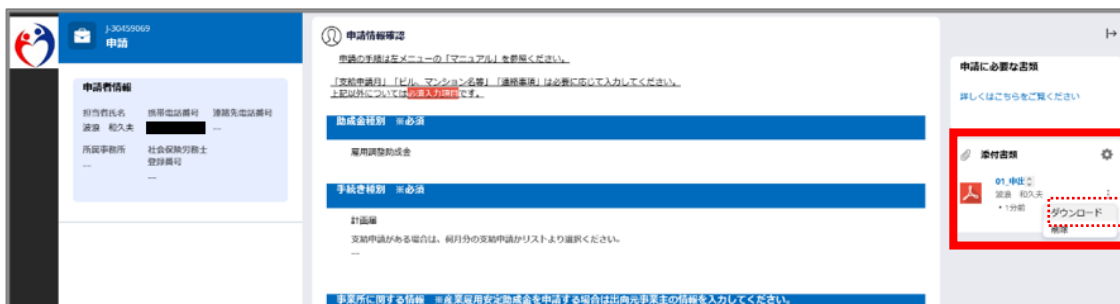 J-30459069
申請
申請者情報
担当者氏名 携帯電話番号 連絡先電話番号
波浪 和久夫 ---
所属事務所 社会保険労務士
登録番号
---
---
申請情報確認
申請の手順は左メニューの「マニュアル」を参照ください。
「支給申請月」「ビル、マンション名等」「連絡事項」は必要に応じて入力してください。
上記以外については必須入力項目です。
助成金種別 ※必須
雇用調整助成金
手続き種別 ※必須
計画届
支給申請がある場合は、何月分の支給申請かリストより選択ください。
---
事業所に関する情報 ※産業雇用安定助成金を申請する場合は出向元事業主の情報を入力してください。
申請に必要な書類
詳しくはこちらをご覧ください
添付書類
01_申出
波浪 和久夫
• 1分前
ダウンロード
削除